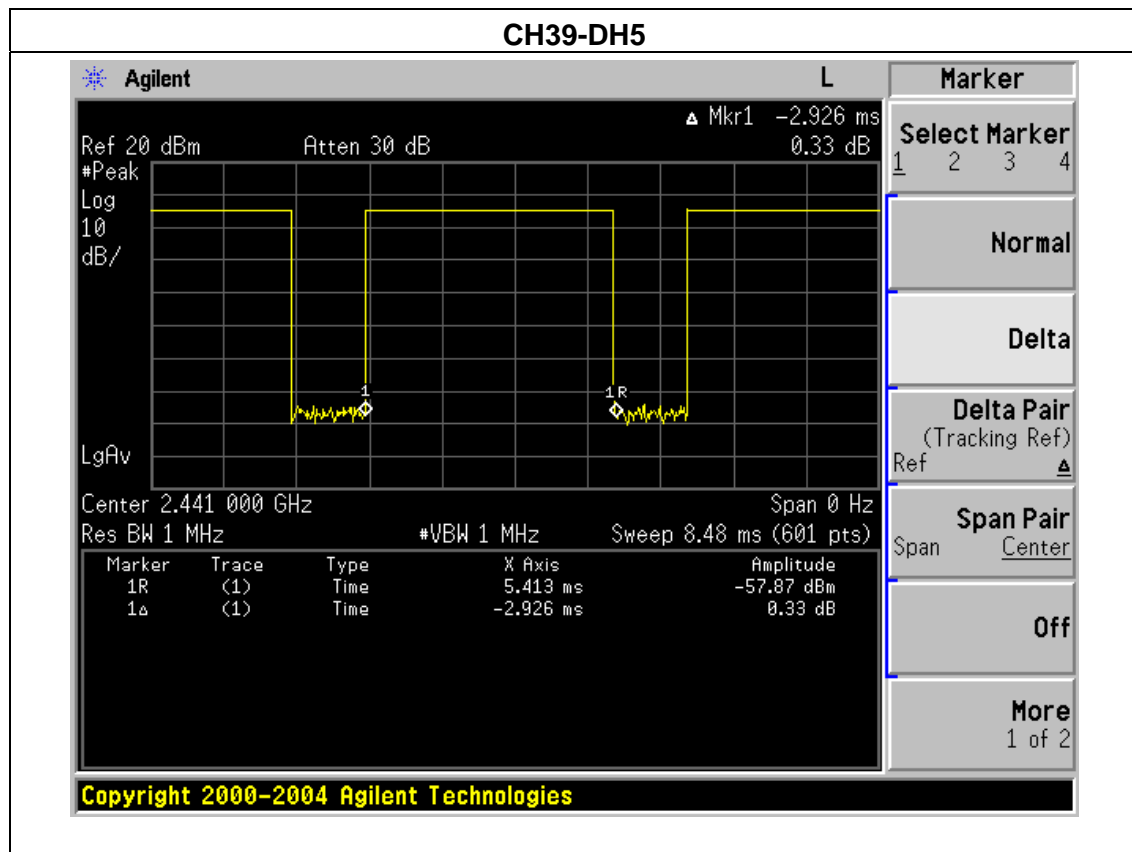 CH39-DH5
Agilent L
Δ Mkr1 -2.926 ms
Ref 20 dBm Atten 30 dB 0.33 dB
#Peak
Log
10
dB/
1
1R
LgAv
Center 2.441 000 GHz Span 0 Hz
Res BW 1 MHz #VBW 1 MHz Sweep 8.48 ms (601 pts)
Marker Trace Type X Axis Amplitude
1R (1) Time 5.413 ms -57.87 dBm
1Δ (1) Time -2.926 ms 0.33 dB
Marker
Select Marker
1 2 3 4
Normal
Delta
Delta Pair
(Tracking Ref)
Ref Δ
Span Pair
Span Center
Off
More
1 of 2
Copyright 2000-2004 Agilent Technologies